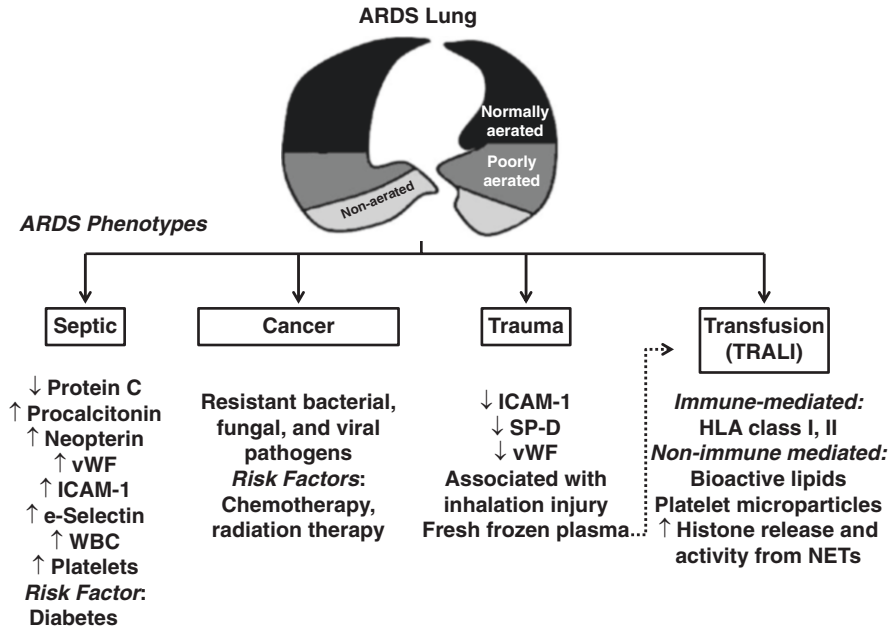 ARDS Lung
Normally
aerated
Poorly
aerated
Non-aerated
ARDS Phenotypes
Septic
↓ Protein C
↑ Procalcitonin
↑ Neopterin
↑ vWF
↑ ICAM-1
↑ e-Selectin
↑ WBC
↑ Platelets
Risk Factor:
Diabetes
Cancer
Resistant bacterial,
fungal, and viral
pathogens
Risk Factors:
Chemotherapy,
radiation therapy
Trauma
↓ ICAM-1
↓ SP-D
↓ vWF
Associated with
inhalation injury
Fresh frozen plasma
Transfusion
(TRALI)
Immune-mediated:
HLA class I, II
Non-immune mediated:
Bioactive lipids
Platelet microparticles
↑ Histone release and
activity from NETs